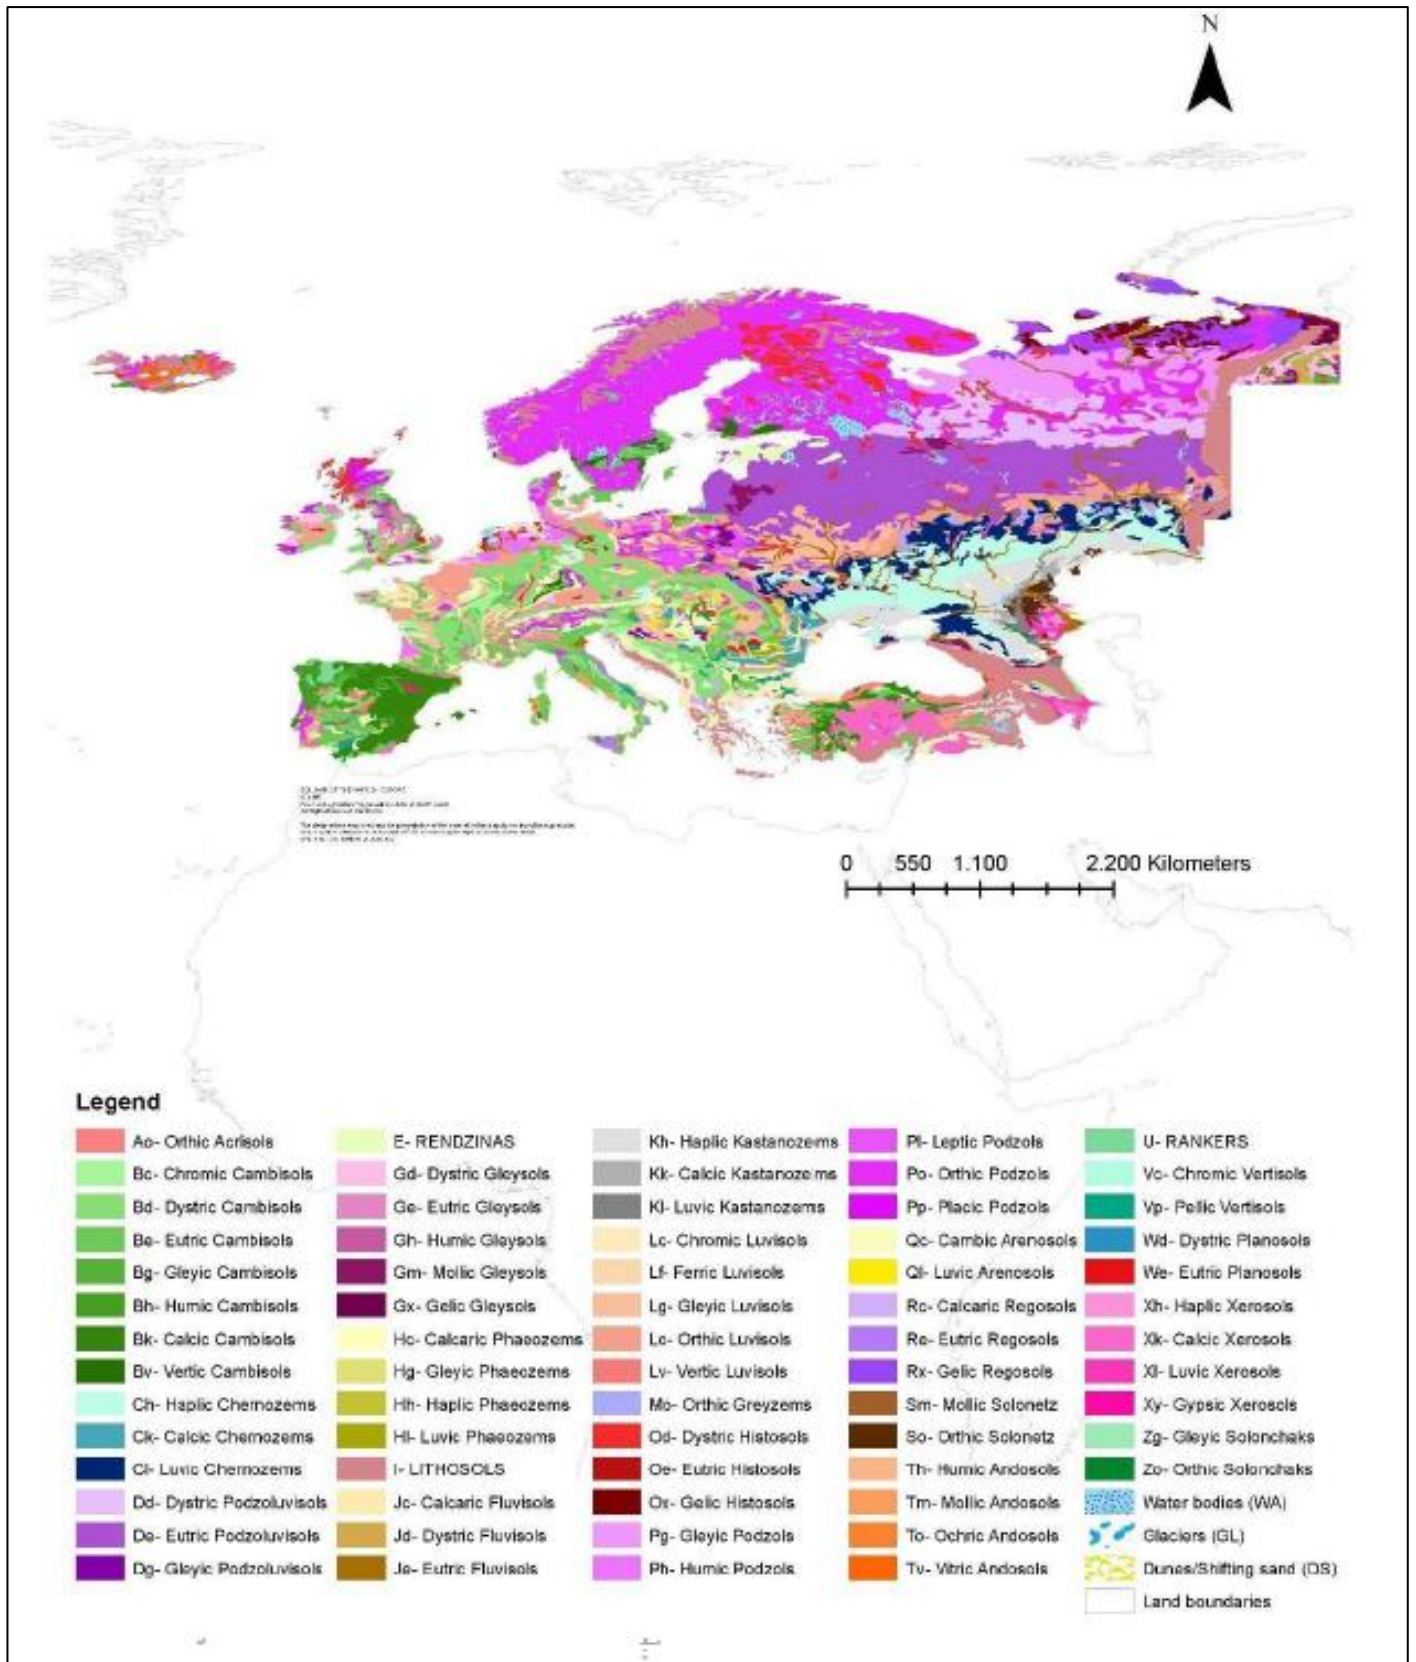 N
0 550 1.100 2.200 Kilometers
Legend
Ao- Orthic Acrisols
Bc- Chromic Cambisols
Bd- Dystric Cambisols
Be- Eutric Cambisols
Bg- Gleyic Cambisols
Bh- Humic Cambisols
Bk- Calcic Cambisols
Bv- Vertic Cambisols
Ch- Haplic Chernozems
Ck- Calcic Chernozems
Cl- Luvic Chernozems
Dd- Dystric Podzoluvisols
De- Eutric Podzoluvisols
Dg- Gleyic Podzoluvisols
E- RENDZINAS
Gd- Dystric Gleysols
Ge- Eutric Gleysols
Gh- Humic Gleysols
Gm- Mollic Gleysols
Gx- Gelic Gleysols
Hc- Calcaric Phaeozems
Hg- Gleyic Phaeozems
Hh- Haplic Phaeozems
Hl- Luvic Phaeozems
I- LITHOSOLS
Jc- Calcaric Fluvisols
Jd- Dystric Fluvisols
Je- Eutric Fluvisols
Kh- Haplic Kastanozems
Kk- Calcic Kastanozems
Kl- Luvic Kastanozems
Lc- Chromic Luvisols
Lf- Ferric Luvisols
Lg- Gleyic Luvisols
Lo- Orthic Luvisols
Lv- Vertic Luvisols
Mo- Orthic Greyzems
Od- Dystric Histosols
Oe- Eutric Histosols
Ox- Gelic Histosols
Pg- Gleyic Podzols
Ph- Humic Podzols
Pl- Leptic Podzols
Po- Orthic Podzols
Pp- Placic Podzols
Qc- Cambic Arenosols
Ql- Luvic Arenosols
Rc- Calcaric Regosols
Re- Eutric Regosols
Rx- Gelic Regosols
Sm- Mollic Solonetz
So- Orthic Solonetz
Th- Humic Andosols
Tm- Mollic Andosols
To- Ochric Andosols
Tv- Vitric Andosols
U- RANKERS
Vc- Chromic Vertisols
Vp- Pellic Vertisols
Wd- Dystric Planosols
We- Eutric Planosols
Xh- Haplic Xerosols
Xk- Calcic Xerosols
Xl- Luvic Xerosols
Xy- Gypsic Xerosols
Zg- Gleyic Solonchaks
Zo- Orthic Solonchaks
Water bodies (WA)
Glaciers (GL)
Dunes/Shifting sand (DS)
Land boundaries